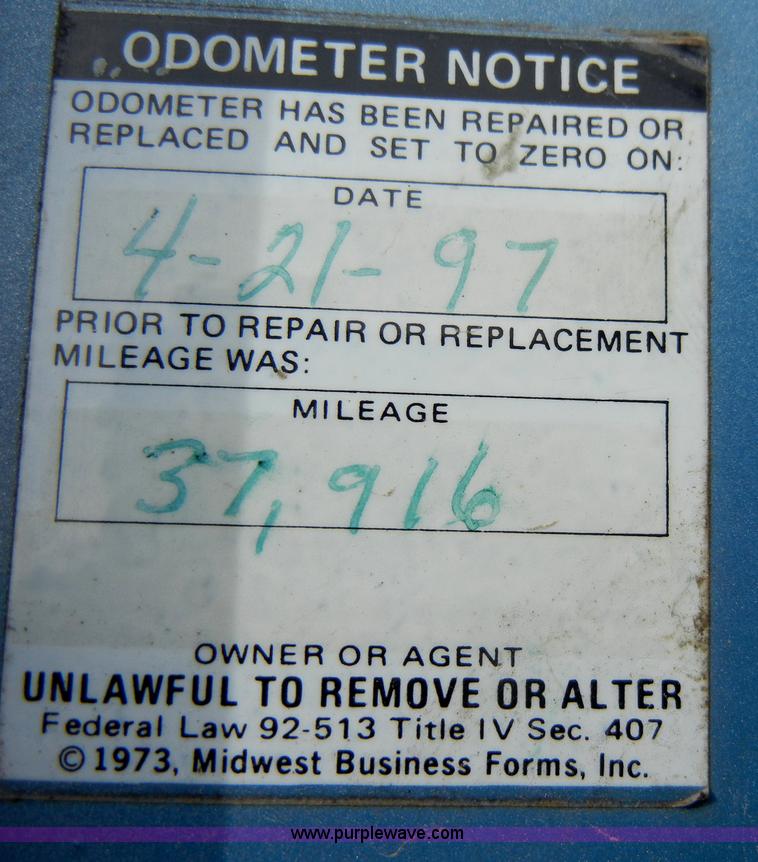 ODOMETER NOTICE
ODOMETER HAS BEEN REPAIRED OR
REPLACED AND SET TO ZERO ON:
DATE
4-21-97
PRIOR TO REPAIR OR REPLACEMENT
MILEAGE WAS:
MILEAGE
37,916
OWNER OR AGENT
UNLAWFUL TO REMOVE OR ALTER
Federal Law 92-513 Title IV Sec. 407
© 1973, Midwest Business Forms, Inc.
www.purplewave.com